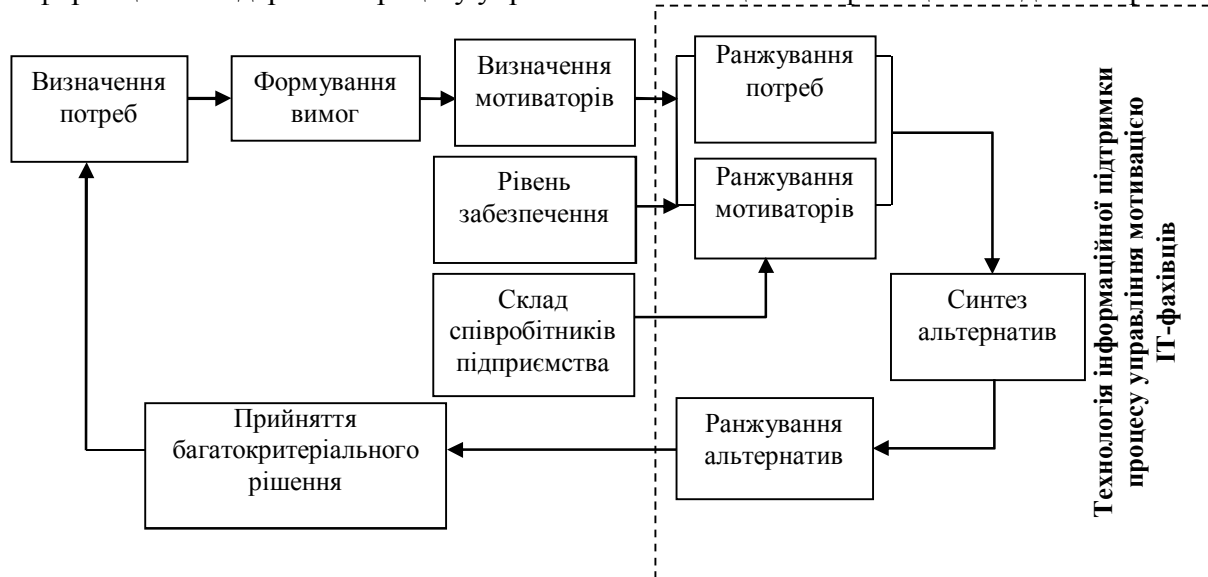 Визначення
потреб
Формування
вимог
Визначення
мотиваторів
Ранжування
потреб
Рівень
забезпечення
Ранжування
мотиваторів
Склад
співробітників
підприємства
Синтез
альтернатив
Прийняття
багатокритеріального
рішення
Ранжування
альтернатив
Технологія інформаційної підтримки
процесу управління мотивацією
ІТ-фахівців